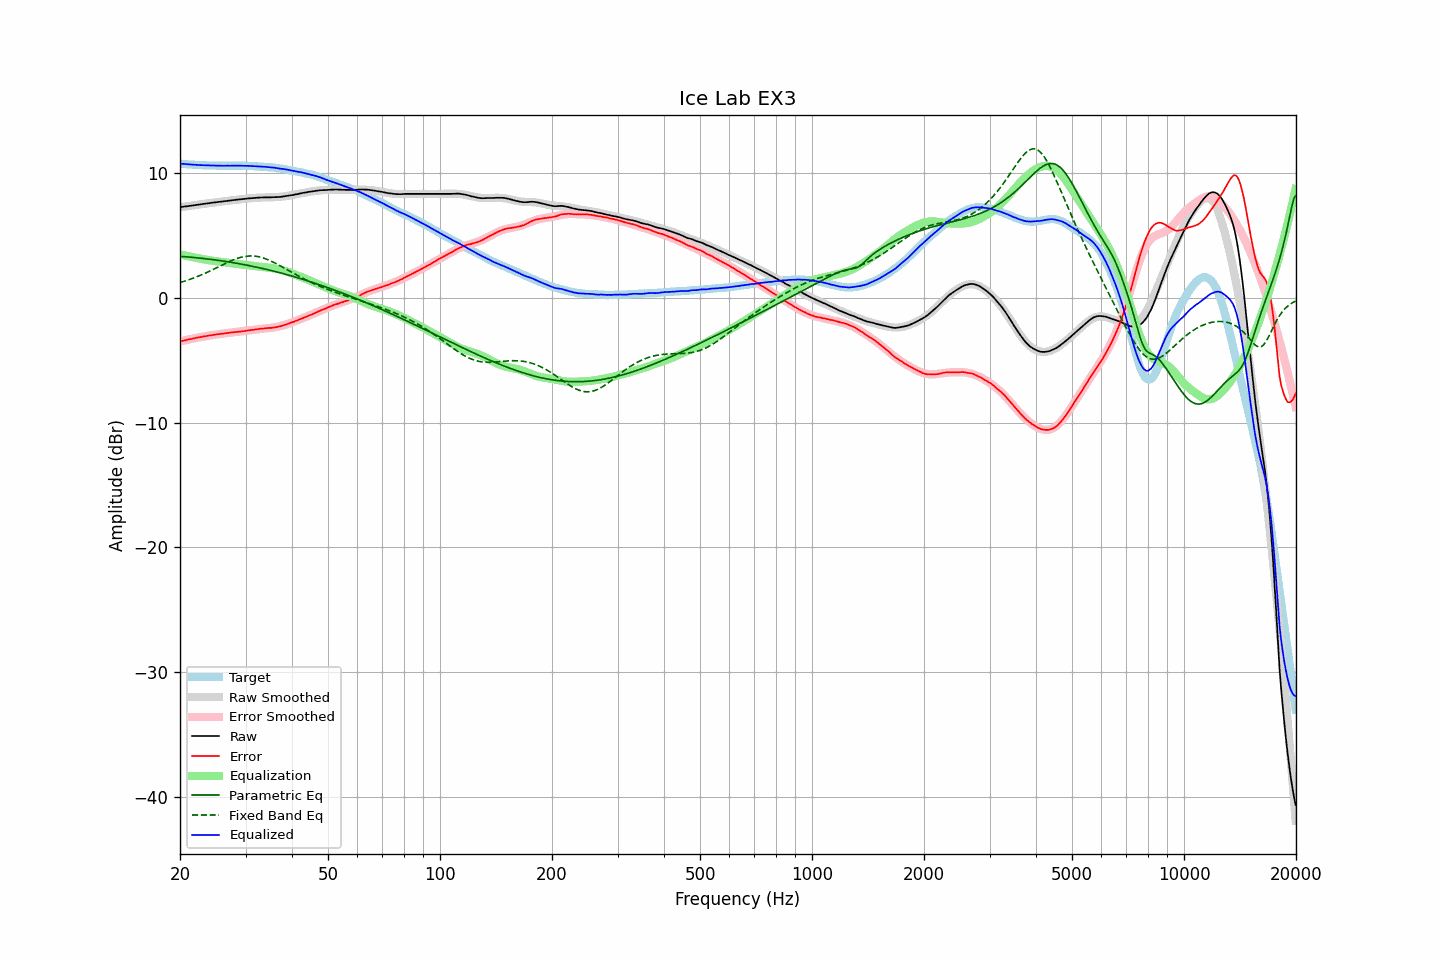 Ice Lab EX3
Amplitude (dBr)
10
0
−10
−20
−30
−40
Target
Raw Smoothed
Error Smoothed
Raw
Error
Equalization
Parametric Eq
Fixed Band Eq
Equalized
20 50 100 200 500 1000 2000 5000 10000 20000
Frequency (Hz)